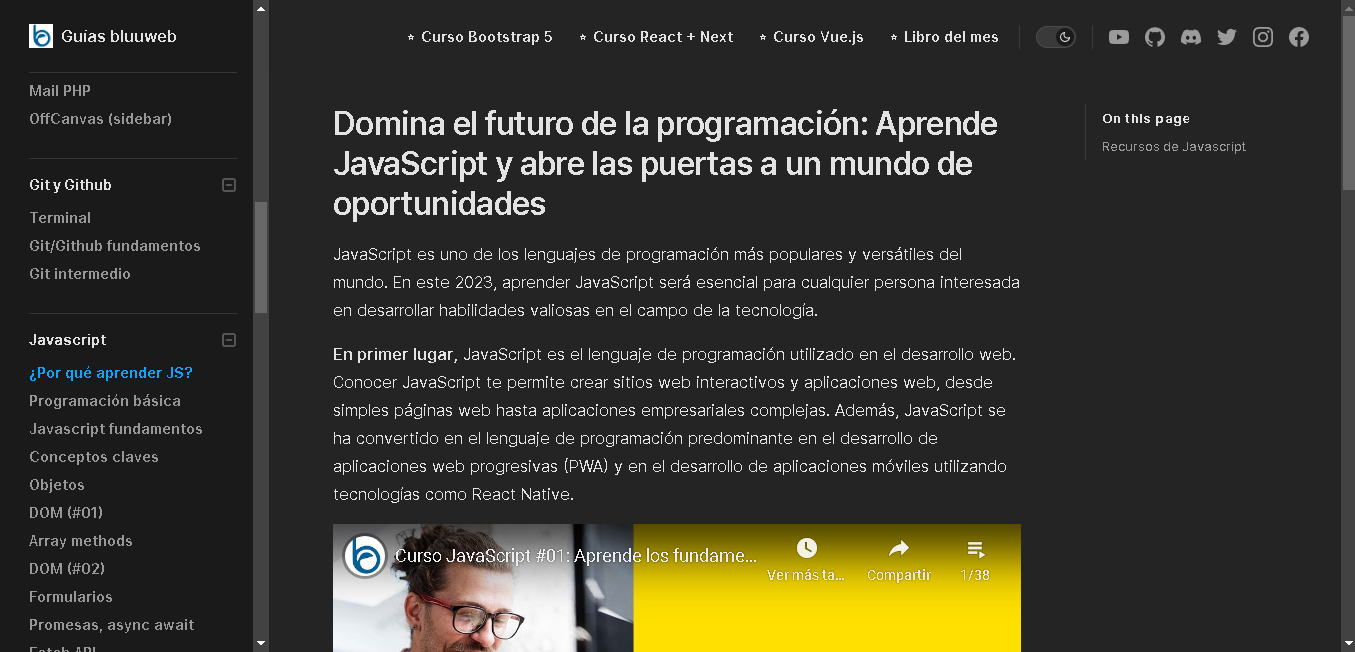 Guías bluuweb
⭐ Curso Bootstrap 5
⭐ Curso React + Next
⭐ Curso Vue.js
⭐ Libro del mes
Mail PHP
OffCanvas (sidebar)
Git y Github
Terminal
Git/Github fundamentos
Git intermedio
Javascript
¿Por qué aprender JS?
Programación básica
Javascript fundamentos
Conceptos claves
Objetos
DOM (#01)
Array methods
DOM (#02)
Formularios
Promesas, async await
Fetch API
Domina el futuro de la programación: Aprende
JavaScript y abre las puertas a un mundo de
oportunidades
JavaScript es uno de los lenguajes de programación más populares y versátiles del
mundo. En este 2023, aprender JavaScript será esencial para cualquier persona interesada
en desarrollar habilidades valiosas en el campo de la tecnología.
En primer lugar, JavaScript es el lenguaje de programación utilizado en el desarrollo web.
Conocer JavaScript te permite crear sitios web interactivos y aplicaciones web, desde
simples páginas web hasta aplicaciones empresariales complejas. Además, JavaScript se
ha convertido en el lenguaje de programación predominante en el desarrollo de
aplicaciones web progresivas (PWA) y en el desarrollo de aplicaciones móviles utilizando
tecnologías como React Native.
Curso JavaScript #01: Aprende los fundame...
Ver más ta...
Compartir
1/38
On this page
Recursos de Javascript